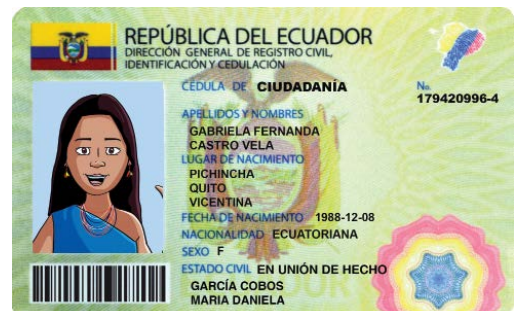 REPÚBLICA DEL ECUADOR
DIRECCIÓN GENERAL DE REGISTRO CIVIL,
IDENTIFICACIÓN Y CEDULACIÓN
CÉDULA DE CIUDADANÍA
No.
179420996-4
APELLIDOS Y NOMBRES
GABRIELA FERNANDA
CASTRO VELA
LUGAR DE NACIMIENTO
PICHINCHA
QUITO
VICENTINA
FECHA DE NACIMIENTO 1988-12-08
NACIONALIDAD ECUATORIANA
SEXO F
ESTADO CIVIL EN UNIÓN DE HECHO
GARCÍA COBOS
MARIA DANIELA